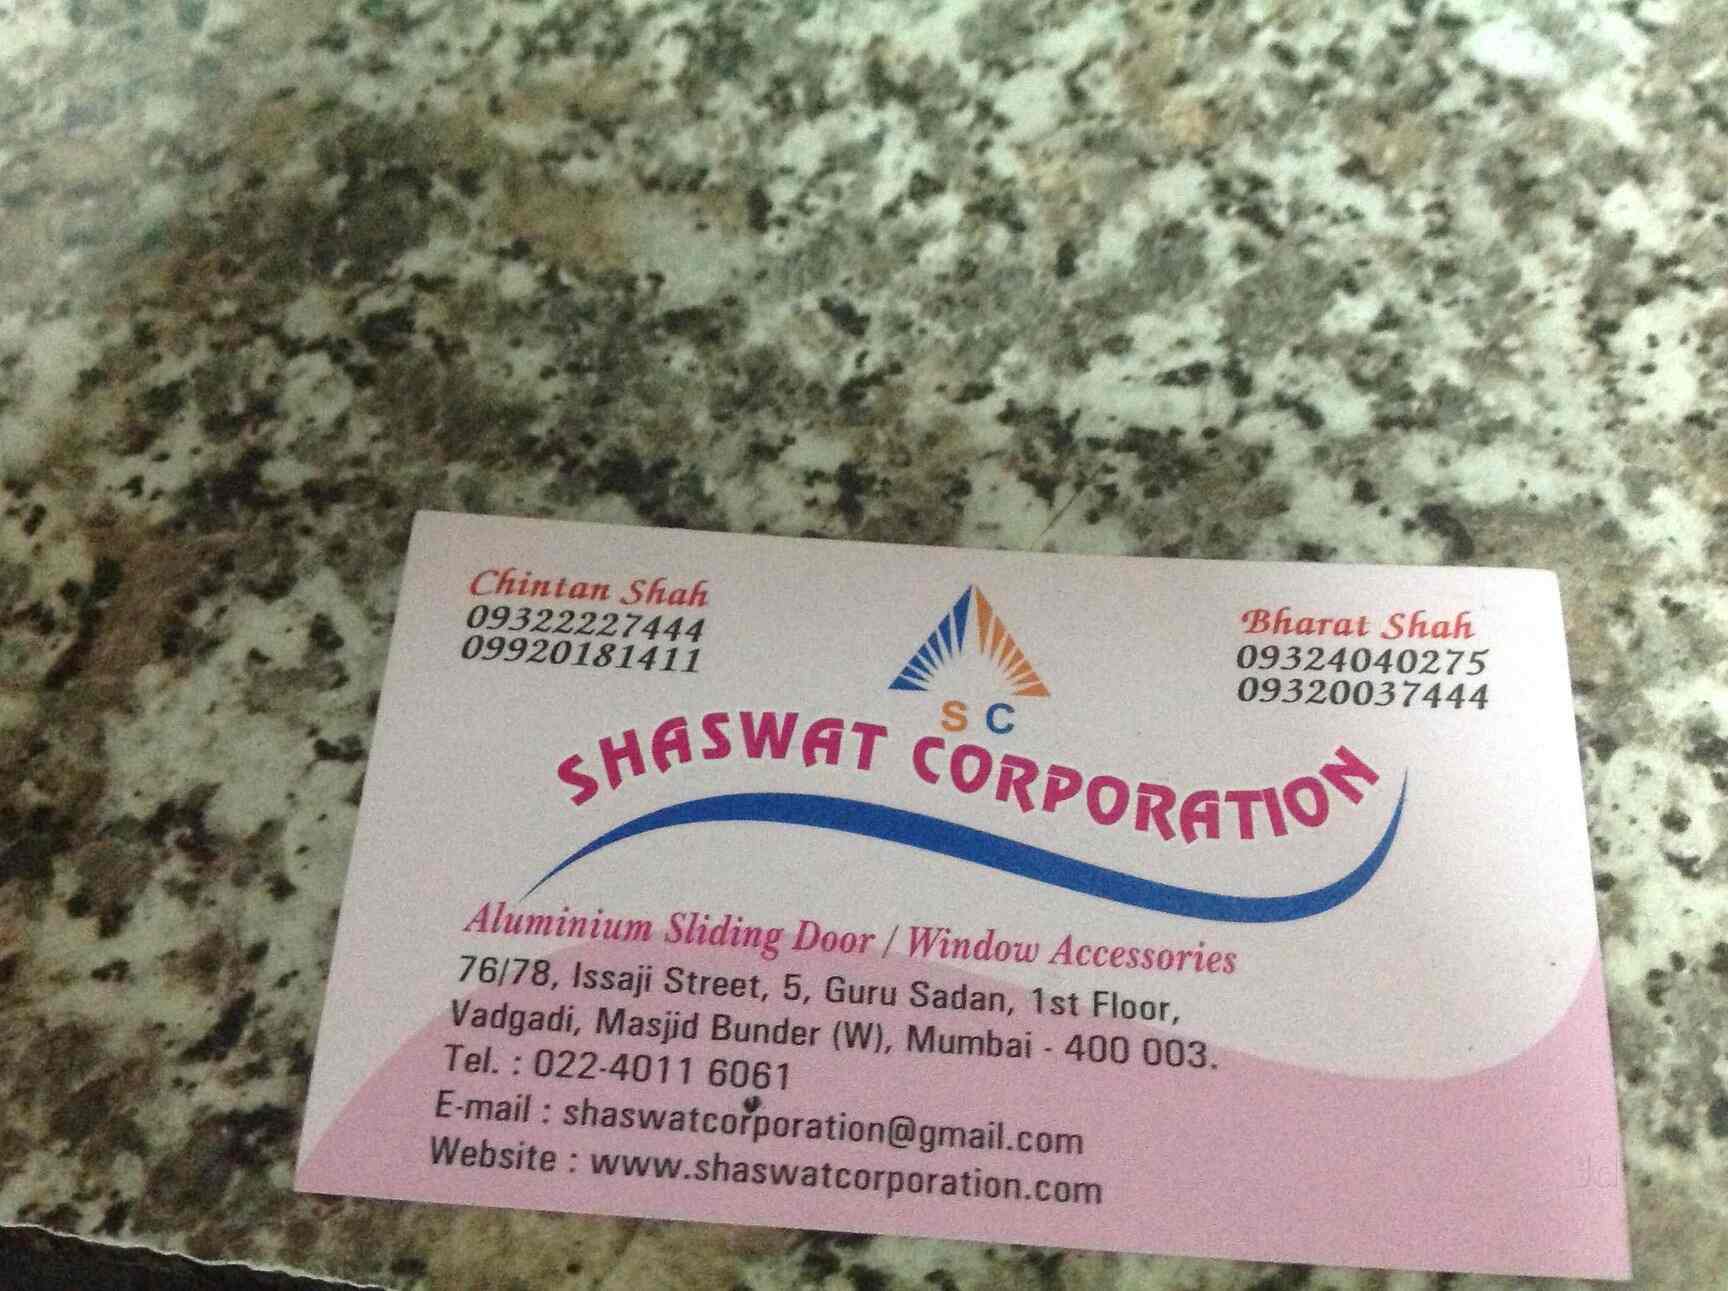 Chintan Shah
09322227444
09920181411
Bharat Shah
09324040275
09320037444
S C
SHASWAT CORPORATION
Aluminium Sliding Door / Window Accessories
76/78, Issaji Street, 5, Guru Sadan, 1st Floor,
Vadgadi, Masjid Bunder (W), Mumbai - 400 003.
Tel. : 022-4011 6061
E-mail : shaswatcorporation@gmail.com
Website : www.shaswatcorporation.com